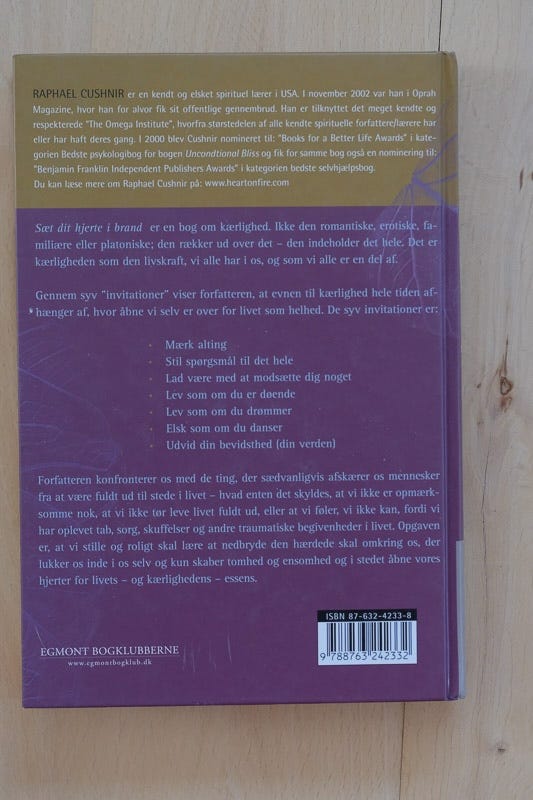 RAPHAEL CUSHNIR er en kendt og elsket spirituel lærer i USA. I november 2002 var han i Oprah
Magazine, hvor han for alvor fik sit offentlige gennembrud. Han er tilknyttet det meget kendte og
respekterede "The Omega Institute", hvorfra størstedelen af alle kendte spirituelle forfattere/lærere har
eller har haft deres gang. I 2000 blev Cushnir nomineret til: "Books for a Better Life Awards" i kate-
gorien Bedste psykologibog for bogen Uncondtional Bliss og fik for samme bog også en nominering til:
"Benjamin Franklin Independent Publishers Awards" i kategorien bedste selvhjælpsbog.
Du kan læse mere om Raphael Cushnir på: www.heartonfire.com
Sæt dit hjerte i brand er en bog om kærlighed. Ikke den romantiske, erotiske, fa-
miliære eller platoniske; den rækker ud over det – den indeholder det hele. Det er
kærligheden som den livskraft, vi alle har i os, og som vi alle er en del af.
Gennem syv "invitationer" viser forfatteren, at evnen til kærlighed hele tiden af-
hænger af, hvor åbne vi selv er over for livet som helhed. De syv invitationer er:
· Mærk alting
· Stil spørgsmål til det hele
· Lad være med at modsætte dig noget
· Lev som om du er døende
· Lev som om du drømmer
· Elsk som om du danser
· Udvid din bevidsthed (din verden)
Forfatteren konfronterer os med de ting, der sædvanligvis afskærer os mennesker
fra at være fuldt ud til stede i livet – hvad enten det skyldes, at vi ikke er opmærk-
somme nok, at vi ikke tør leve livet fuldt ud, eller at vi føler, vi ikke kan, fordi vi
har oplevet tab, sorg, skuffelser og andre traumatiske begivenheder i livet. Opgaven
er, at vi stille og roligt skal lære at nedbryde den hærdede skal omkring os, der
lukker os inde i os selv og kun skaber tomhed og ensomhed og i stedet åbne vores
hjerter for livets – og kærlighedens – essens.
ISBN 87-632-4233-8
9 788763 242332
EGMONT BOGKLUBBERNE
www.egmontbogklub.dk